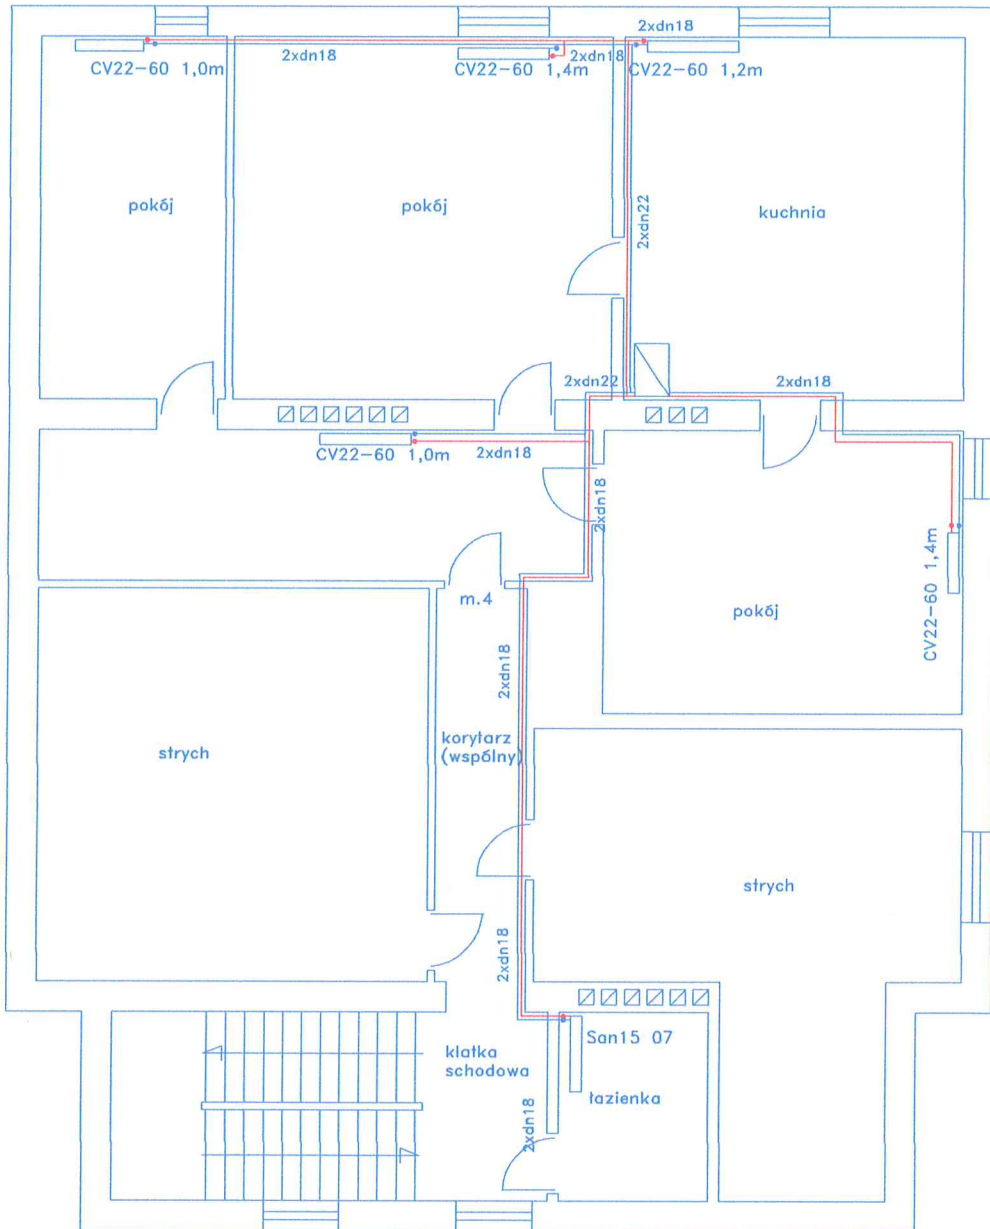 2xdn18
2xdn18
2xdn18
CV22-60 1,0m
CV22-60 1,4m
CV22-60 1,2m
pokój
pokój
kuchnia
2xdn22
2xdn22
2xdn18
CV22-60 1,0m
2xdn18
2xdn18
CV22-60 1,4m
m.4
pokój
2xdn18
strych
korytarz
(wspólny)
strych
2xdn18
San15 07
klatka
schodowa
łazienka
2xdn18